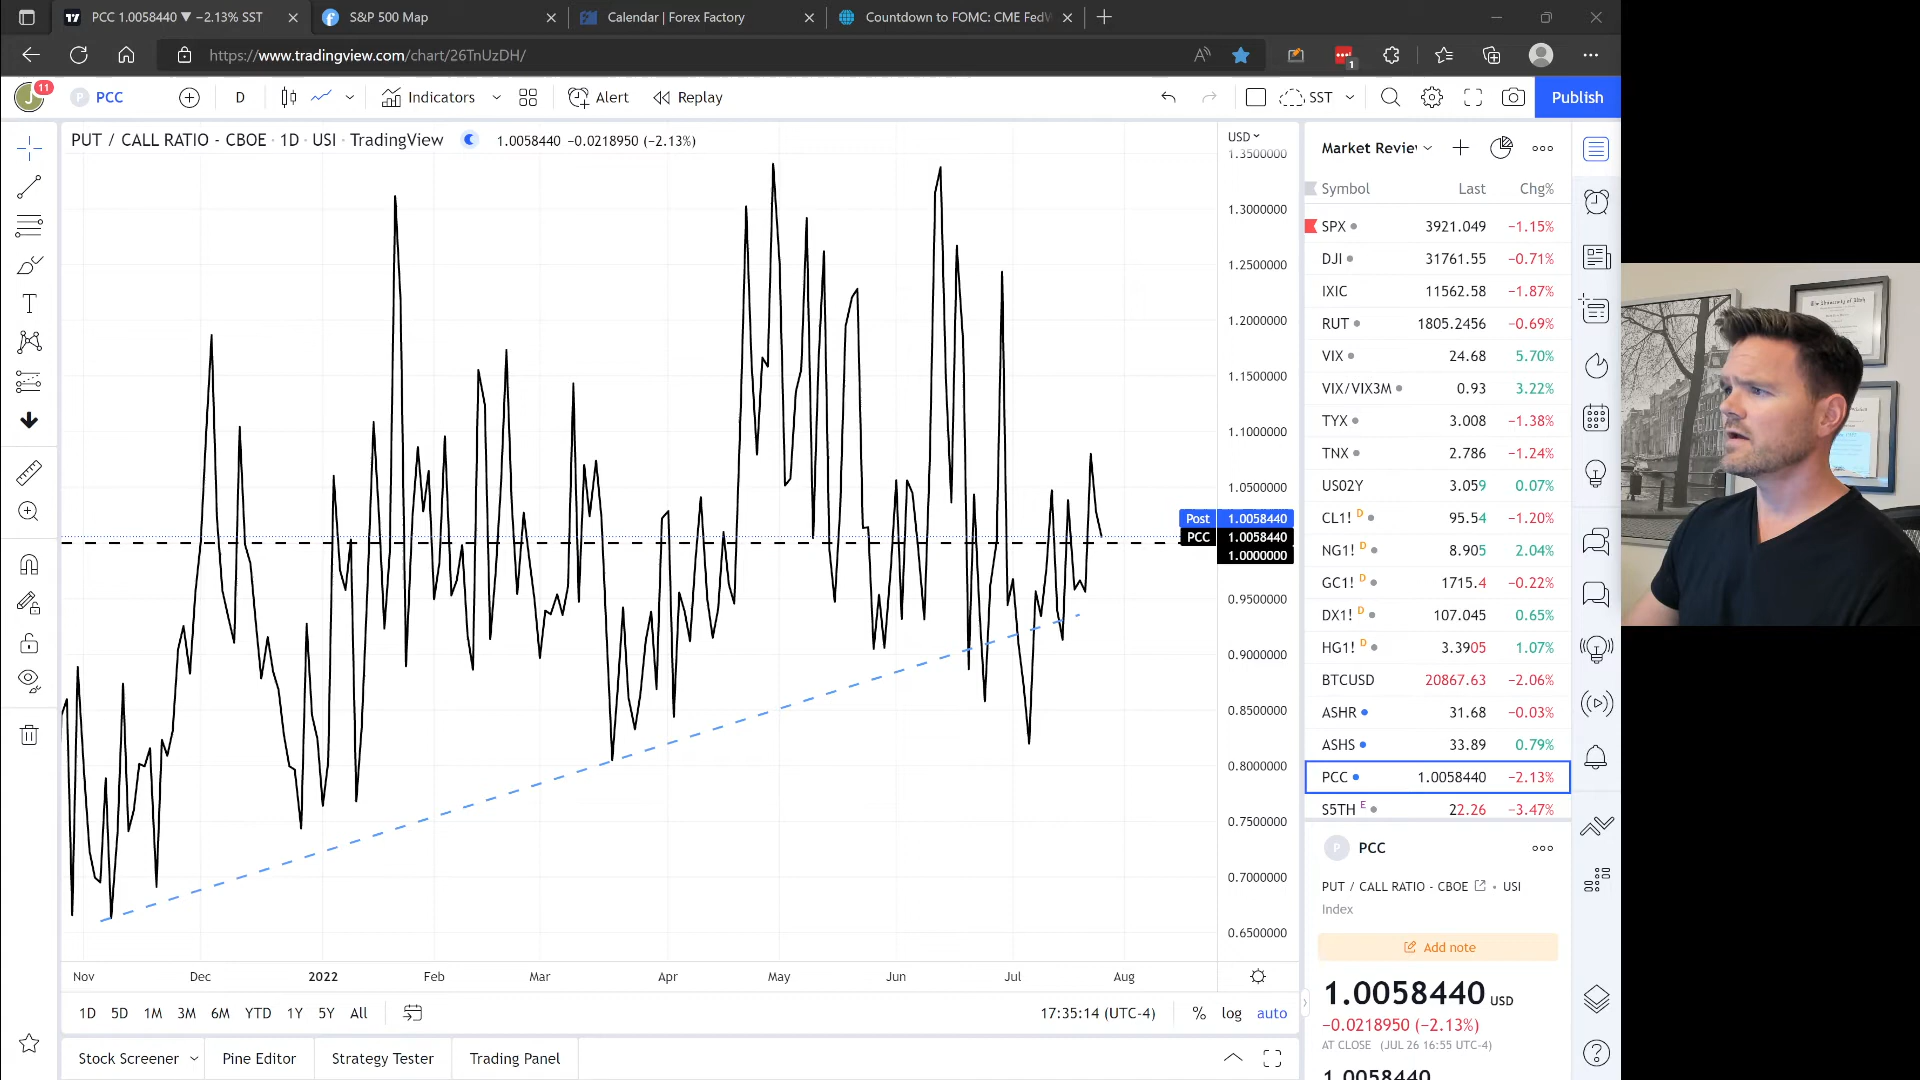 PCC 1.0058440 ▼ −2.13% SST
S&P 500 Map
Calendar | Forex Factory
Countdown to FOMC: CME FedW
https://www.tradingview.com/chart/26TnUzDH/
1
11
J
P PCC
D
Indicators
Alert
Replay
SST
Publish
PUT / CALL RATIO - CBOE · 1D · USI · TradingView
1.0058440 −0.0218950 (−2.13%)
USD
1.3500000
1.3000000
1.2500000
1.2000000
1.1500000
1.1000000
1.0500000
Post 1.0058440
PCC 1.0058440
1.0000000
0.9500000
0.9000000
0.8500000
0.8000000
0.7500000
0.7000000
0.6500000
Nov Dec 2022 Feb Mar Apr May Jun Jul Aug
1D 5D 1M 3M 6M YTD 1Y 5Y All
17:35:14 (UTC-4)
% log auto
Stock Screener
Pine Editor
Strategy Tester
Trading Panel
Market Review
Symbol Last Chg%
SPX 3921.049 −1.15%
DJI 31761.55 −0.71%
IXIC 11562.58 −1.87%
RUT 1805.2456 −0.69%
VIX 24.68 5.70%
VIX/VIX3M 0.93 3.22%
TYX 3.008 −1.38%
TNX 2.786 −1.24%
US02Y 3.059 0.07%
CL1! D 95.54 −1.20%
NG1! D 8.905 2.04%
GC1! D 1715.4 −0.22%
DX1! D 107.045 0.65%
HG1! D 3.3905 1.07%
BTCUSD 20867.63 −2.06%
ASHR 31.68 −0.03%
ASHS 33.89 0.79%
PCC 1.0058440 −2.13%
S5TH E 22.26 −3.47%
P PCC
PUT / CALL RATIO - CBOE • USI
Index
Add note
1.0058440 USD
−0.0218950 (−2.13%)
AT CLOSE (JUL 26 16:55 UTC-4)
1.0058440
The University of Utah